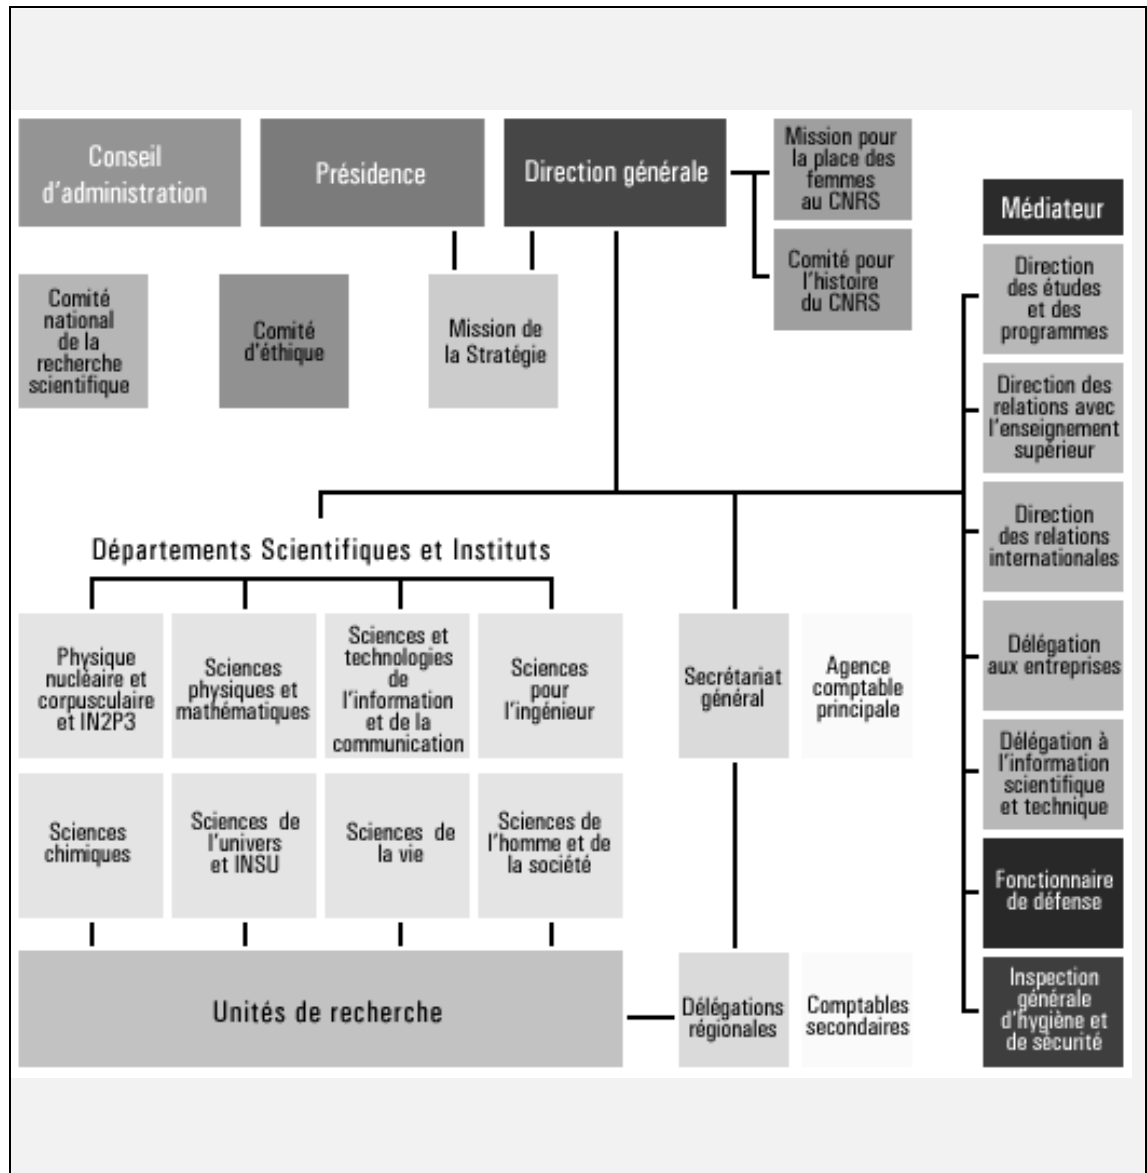 Conseil
d'administration
Présidence
Direction générale
Mission pour
la place des
femmes
au CNRS
Médiateur
Comité pour
l'histoire
du CNRS
Direction
des études
et des
programmes
Comité
national
de la
recherche
scientifique
Comité
d'éthique
Mission de
la Stratégie
Direction des
relations avec
l'enseignement
supérieur
Direction
des relations
internationales
Départements Scientifiques et Instituts
Physique
nucléaire et
corpusculaire
et IN2P3
Sciences
physiques et
mathématiques
Sciences et
technologies
de
l'information
et de la
communication
Sciences
pour
l'ingénieur
Secrétariat
général
Agence
comptable
principale
Délégation
aux entreprises
Délégation à
l'information
scientifique
et technique
Sciences
chimiques
Sciences de
l'univers
et INSU
Sciences de
la vie
Sciences de
l'homme et de
la société
Fonctionnaire
de défense
Unités de recherche
Délégations
régionales
Comptables
secondaires
Inspection
générale
d'hygiène et
de sécurité